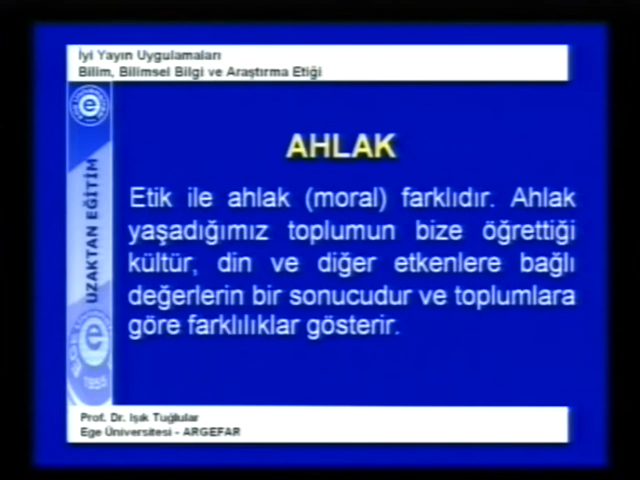 İyi Yayın Uygulamaları
Bilim, Bilimsel Bilgi ve Araştırma Etiği
UZAKTAN EĞİTİM
AHLAK
Etik ile ahlak (moral) farklıdır. Ahlak
yaşadığımız toplumun bize öğrettiği
kültür, din ve diğer etkenlere bağlı
değerlerin bir sonucudur ve toplumlara
göre farklılıklar gösterir.
EGE
1955
Prof. Dr. Işık Tuğlular
Ege Üniversitesi - ARGEFAR